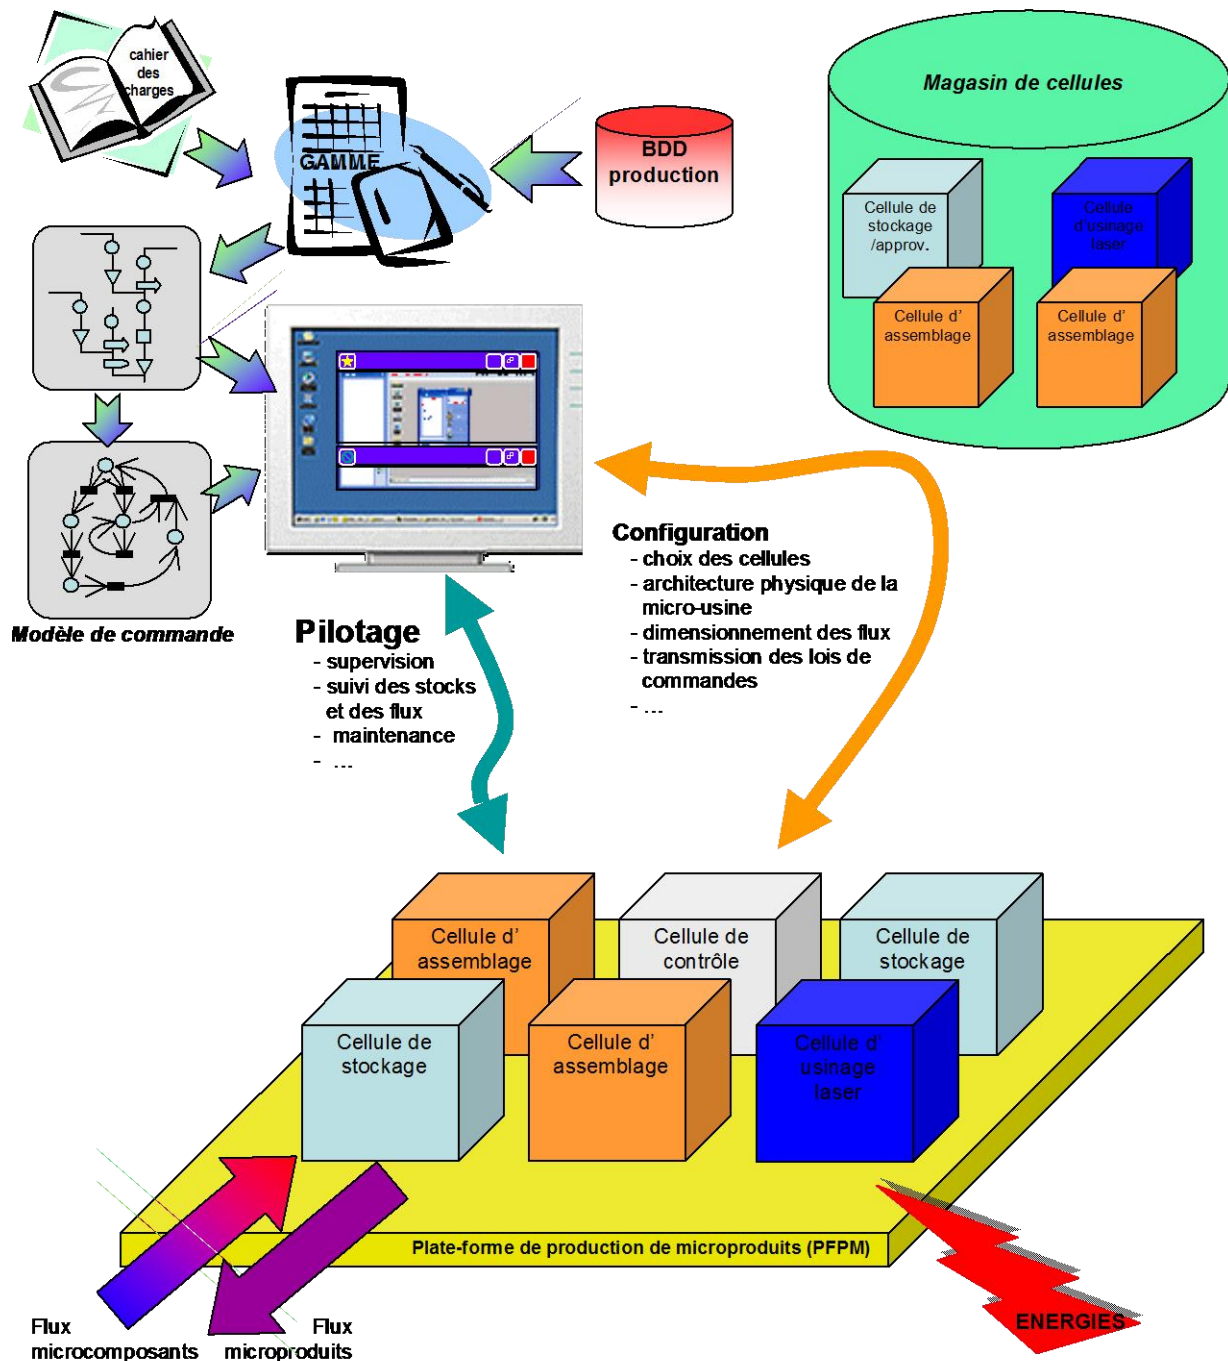 cahier
des
charges
GAMME
BDD
production
Magasin de cellules
Cellule de
stockage
/approv.
Cellule
d'usinage
laser
Cellule d'
assemblage
Cellule d'
assemblage
Modèle de commande
Pilotage
- supervision
- suivi des stocks
et des flux
- maintenance
- ...
Configuration
- choix des cellules
- architecture physique de la
micro-usine
- dimensionnement des flux
- transmission des lois de
commandes
- ...
Cellule d'
assemblage
Cellule de
contrôle
Cellule de
stockage
Cellule de
stockage
Cellule d'
assemblage
Cellule d'
usinage
laser
Plate-forme de production de microproduits (PFPM)
Flux
microcomposants
Flux
microproduits
ENERGIES